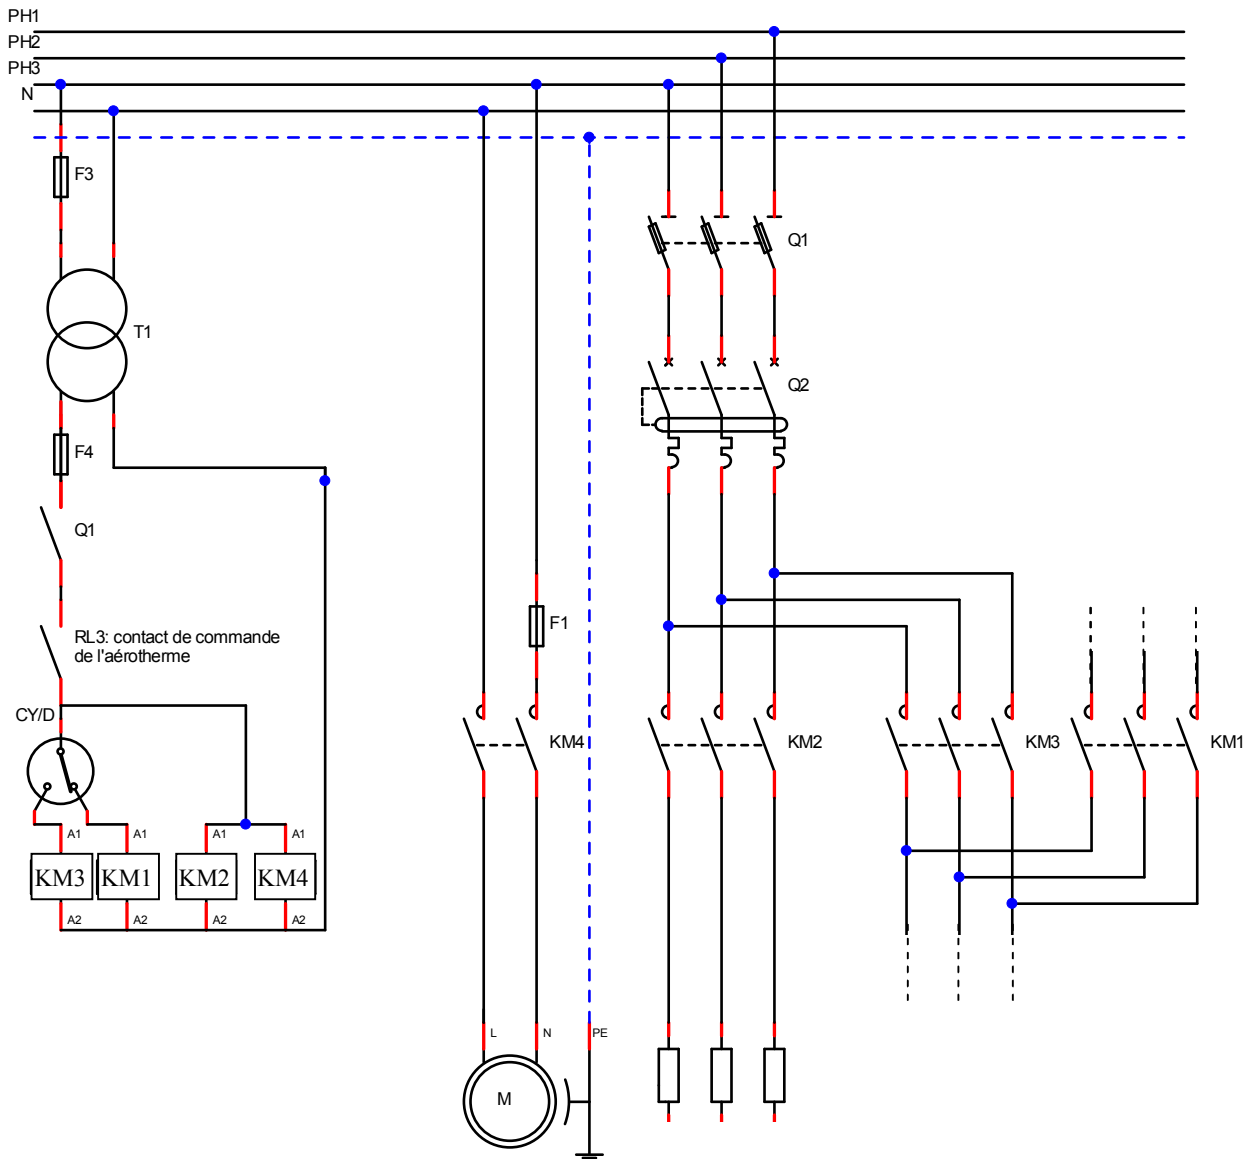 PH1
PH2
PH3
N
F3
T1
F4
Q1
RL3: contact de commande
de l'aérotherme
CY/D
A1
A1
A1
A1
KM3
KM1
KM2
KM4
A2
A2
A2
A2
Q1
Q2
F1
KM4
KM2
KM3
KM1
L
N
PE
M